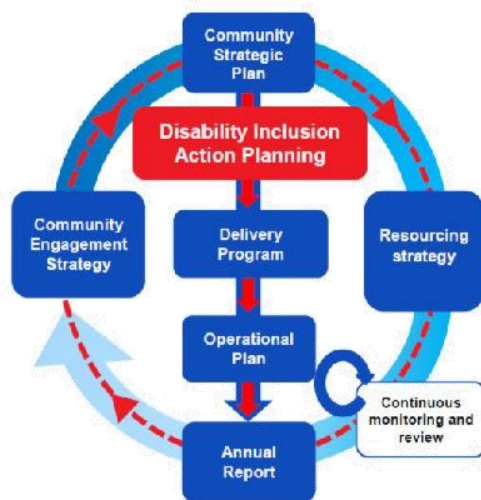 Community
Strategic
Plan
Disability Inclusion
Action Planning
Community
Engagement
Strategy
Delivery
Program
Resourcing
strategy
Operational
Plan
Continuous
monitoring and
review
Annual
Report